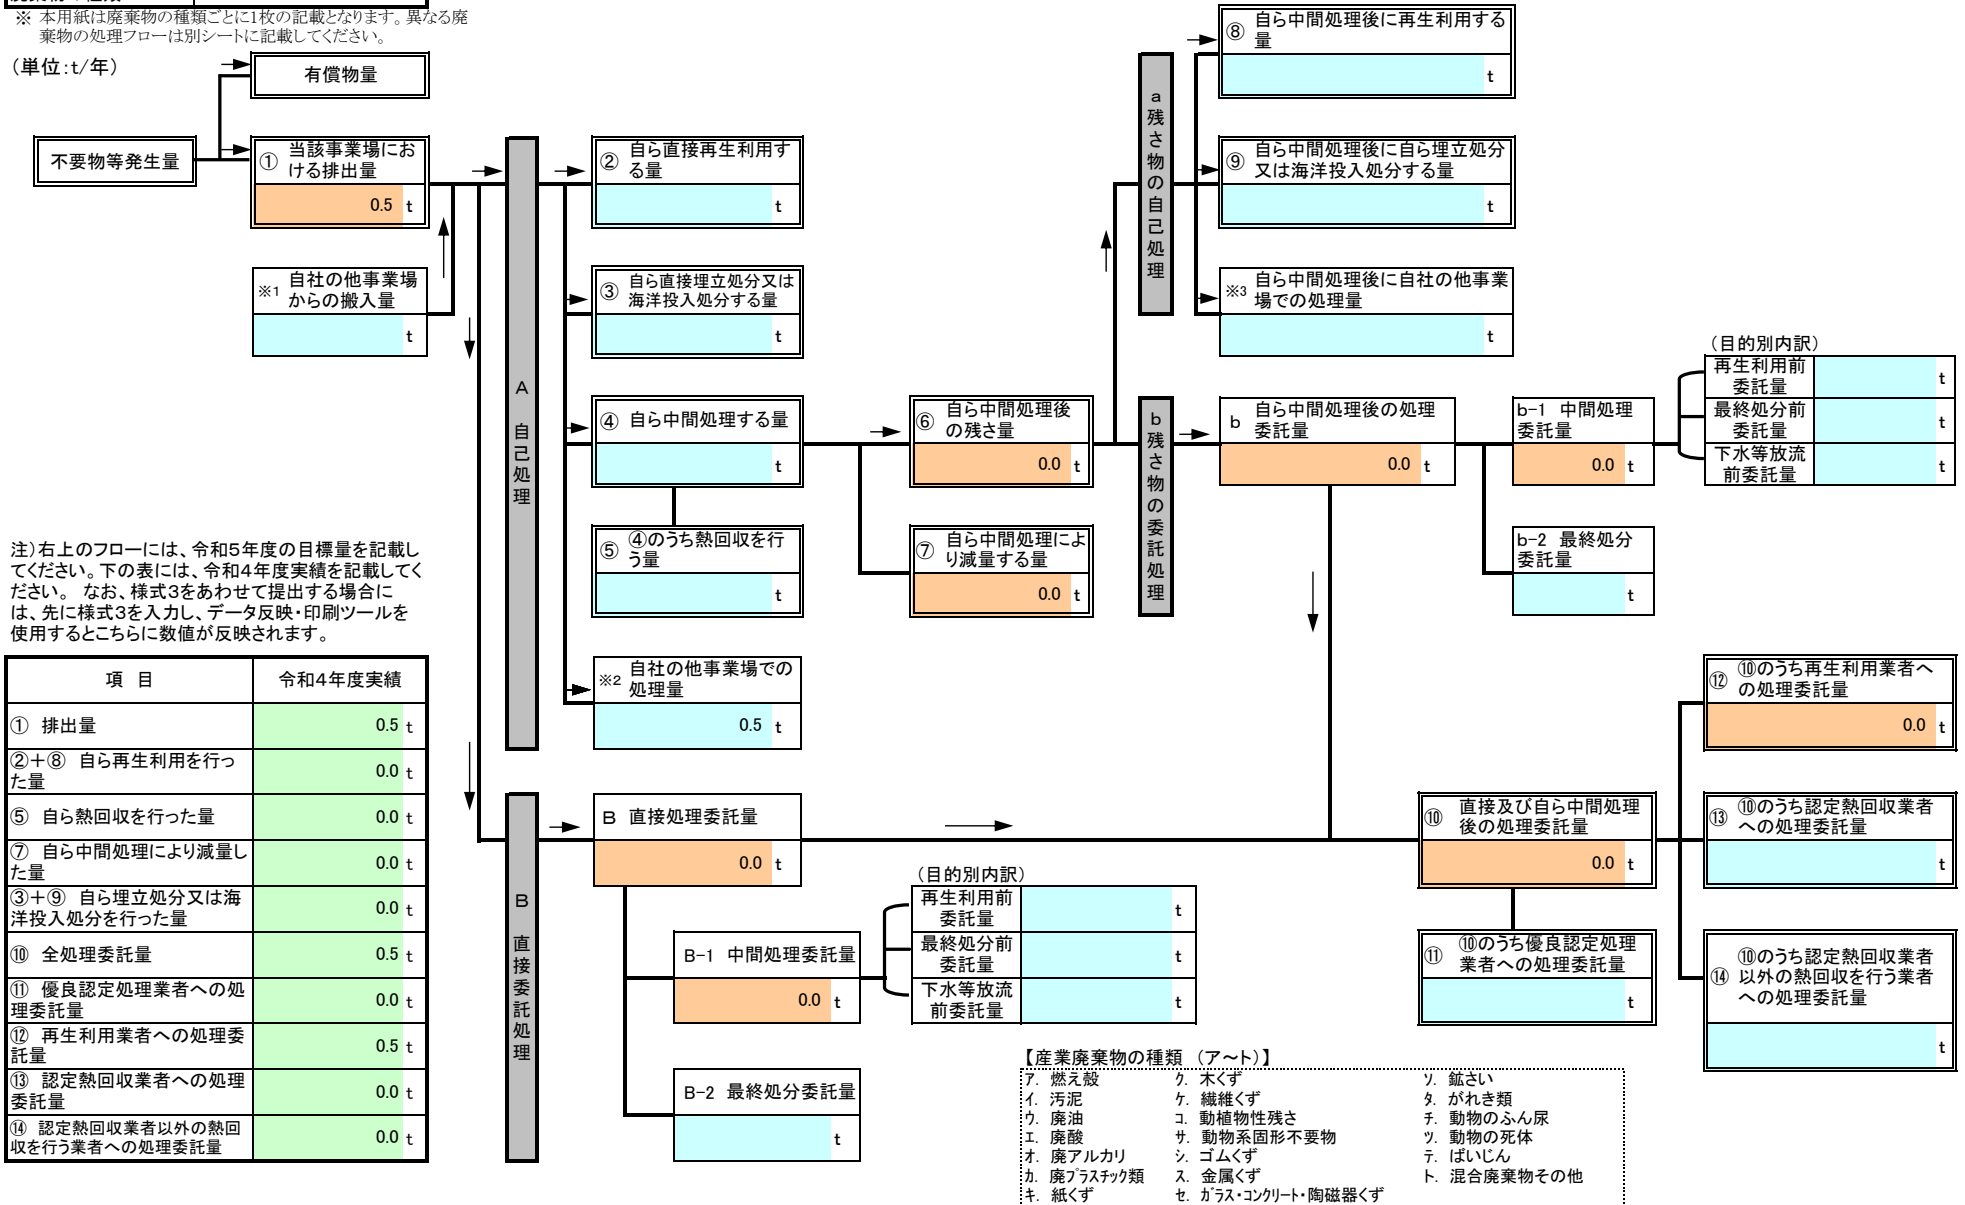 ※ 本用紙は廃棄物の種類ごとに1枚の記載となります。異なる廃
棄物の処理フローは別シートに記載してください。
(単位:t/年)
有償物量
不要物等発生量
① 当該事業場にお
ける排出量
0.5 t
※1 自社の他事業場
からの搬入量
t
A 自己処理
② 自ら直接再生利用す
る量
t
③ 自ら直接埋立処分又は
海洋投入処分する量
t
④ 自ら中間処理する量
t
⑤ ④のうち熱回収を行
う量
t
※2 自社の他事業場での
処理量
0.5 t
⑥ 自ら中間処理後
の残さ量
0.0 t
⑦ 自ら中間処理によ
り減量する量
0.0 t
a 残さ物の自己処理
⑧ 自ら中間処理後に再生利用する
量
t
⑨ 自ら中間処理後に自ら埋立処分
又は海洋投入処分する量
t
※3 自ら中間処理後に自社の他事業
場での処理量
t
b 残さ物の委託処理
b 自ら中間処理後の処理
委託量
0.0 t
b-1 中間処理
委託量
0.0 t
b-2 最終処分
委託量
t
(目的別内訳)
再生利用前
委託量
t
最終処分前
委託量
t
下水等放流
前委託量
t
注)右上のフローには、令和5年度の目標量を記載し
てください。下の表には、令和4年度実績を記載してく
ださい。 なお、様式3をあわせて提出する場合に
は、先に様式3を入力し、データ反映・印刷ツールを
使用するとこちらに数値が反映されます。
項 目 令和4年度実績
① 排出量 0.5 t
②+⑧ 自ら再生利用を行っ
た量 0.0 t
⑤ 自ら熱回収を行った量 0.0 t
⑦ 自ら中間処理により減量し
た量 0.0 t
③+⑨ 自ら埋立処分又は海
洋投入処分を行った量 0.0 t
⑩ 全処理委託量 0.5 t
⑪ 優良認定処理業者への処
理委託量 0.0 t
⑫ 再生利用業者への処理委
託量 0.5 t
⑬ 認定熱回収業者への処理
委託量 0.0 t
⑭ 認定熱回収業者以外の熱回
収を行う業者への処理委託量 0.0 t
B 直接委託処理
B 直接処理委託量
0.0 t
B-1 中間処理委託量
0.0 t
B-2 最終処分委託量
t
(目的別内訳)
再生利用前
委託量
t
最終処分前
委託量
t
下水等放流
前委託量
t
⑩ 直接及び自ら中間処理
後の処理委託量
0.0 t
⑪ ⑩のうち優良認定処理
業者への処理委託量
t
⑫ ⑩のうち再生利用業者へ
の処理委託量
0.0 t
⑬ ⑩のうち認定熱回収業者
への処理委託量
t
⑭ ⑩のうち認定熱回収業者
以外の熱回収を行う業者
への処理委託量
t
【産業廃棄物の種類 (ア~ト)】
ア. 燃え殻 ク. 木くず ソ. 鉱さい
イ. 汚泥 ケ. 繊維くず タ. がれき類
ウ. 廃油 コ. 動植物性残さ チ. 動物のふん尿
エ. 廃酸 サ. 動物系固形不要物 ツ. 動物の死体
オ. 廃アルカリ シ. ゴムくず テ. ばいじん
カ. 廃プラスチック類 ス. 金属くず ト. 混合廃棄物その他
キ. 紙くず セ. ガラス・コンクリート・陶磁器くず